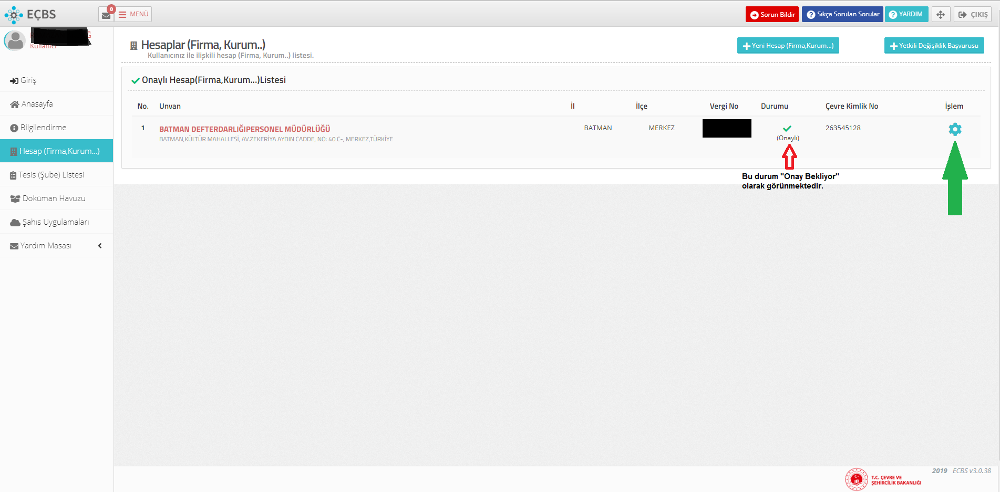 EÇBS
0
MENÜ
Sorun Bildir
Sıkça Sorulan Sorular
YARDIM
ÇIKIŞ
Kullanıcı
Giriş
Anasayfa
Bilgilendirme
Hesap (Firma,Kurum...)
Tesis (Şube) Listesi
Doküman Havuzu
Şahıs Uygulamaları
Yardım Masası
Hesaplar (Firma, Kurum..)
Kullanıcınız ile ilişkili hesap (Firma, Kurum..) listesi.
Yeni Hesap (Firma,Kurum...)
Yetkili Değişiklik Başvurusu
Onaylı Hesap(Firma,Kurum...)Listesi
No. Unvan İl İlçe Vergi No Durumu Çevre Kimlik No İşlem
1 BATMAN DEFTERDARLIĞIPERSONEL MÜDÜRLÜĞÜ BATMAN MERKEZ 263545128
BATMAN,KÜLTÜR MAHALLESİ, AV.ZEKERİYA AYDIN CADDE, NO: 40 C-, MERKEZ,TÜRKİYE
(Onaylı)
Bu durum "Onay Bekliyor"
olarak görünmektedir.
2019 ECBS v3.0.38
T.C. ÇEVRE VE
ŞEHİRCİLİK BAKANLIĞI